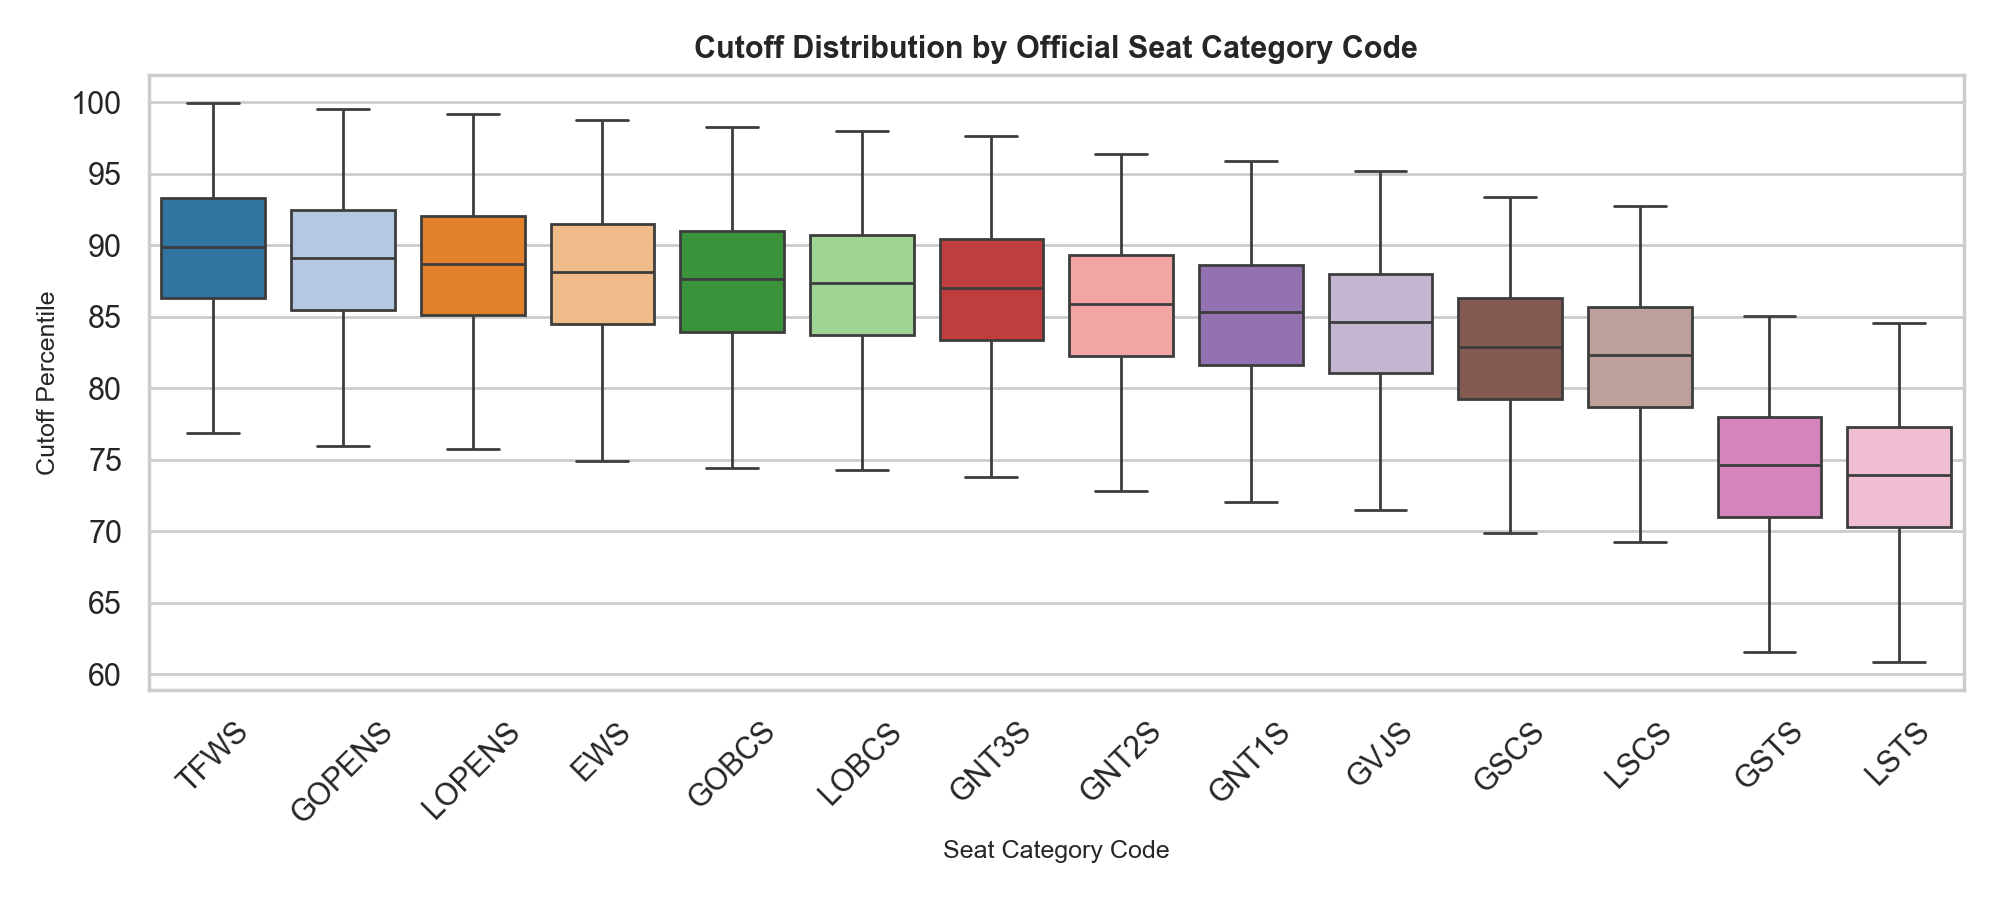 Cutoff Distribution by Official Seat Category Code
Cutoff Percentile
100
95
90
85
80
75
70
65
60
TFWS
GOPENS
LOPENS
EWS
GOBCS
LOBCS
GNT3S
GNT2S
GNT1S
GVJS
GSCS
LSCS
GSTS
LSTS
Seat Category Code